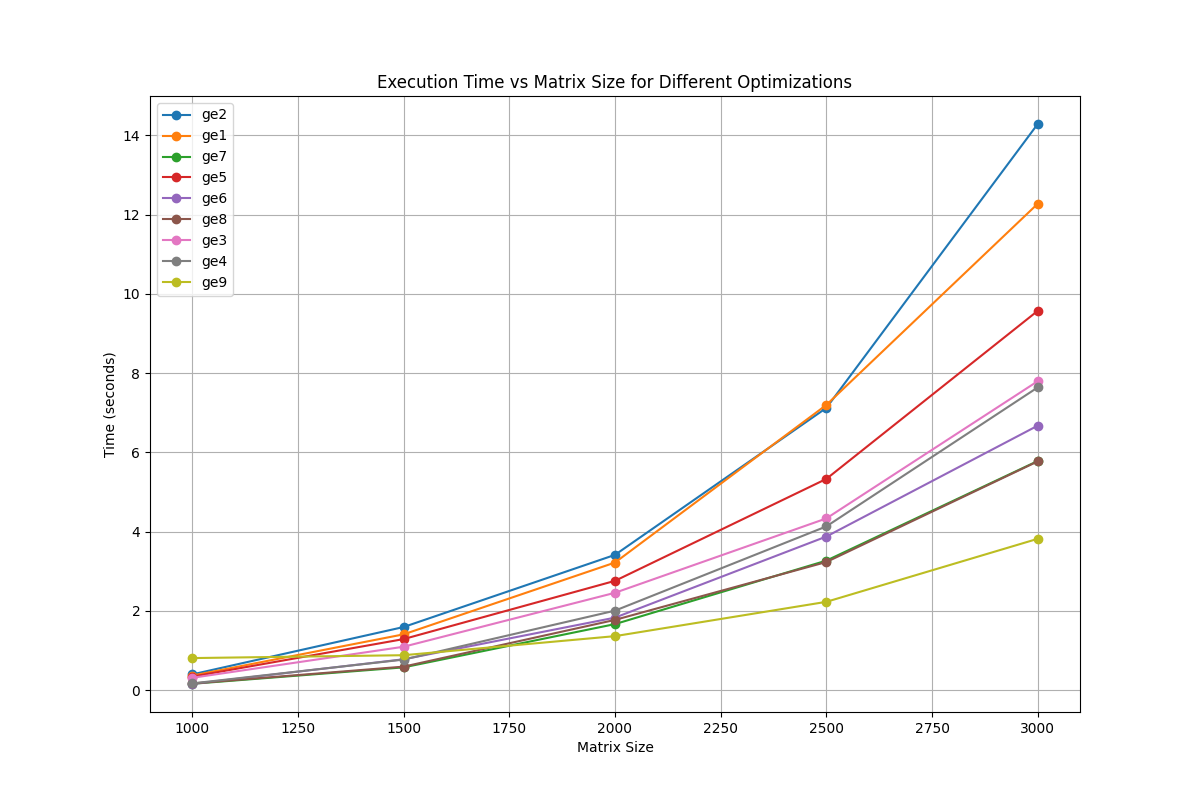 Execution Time vs Matrix Size for Different Optimizations
ge2
ge1
ge7
ge5
ge6
ge8
ge3
ge4
ge9
14
12
10
8
6
4
2
0
Time (seconds)
1000 1250 1500 1750 2000 2250 2500 2750 3000
Matrix Size